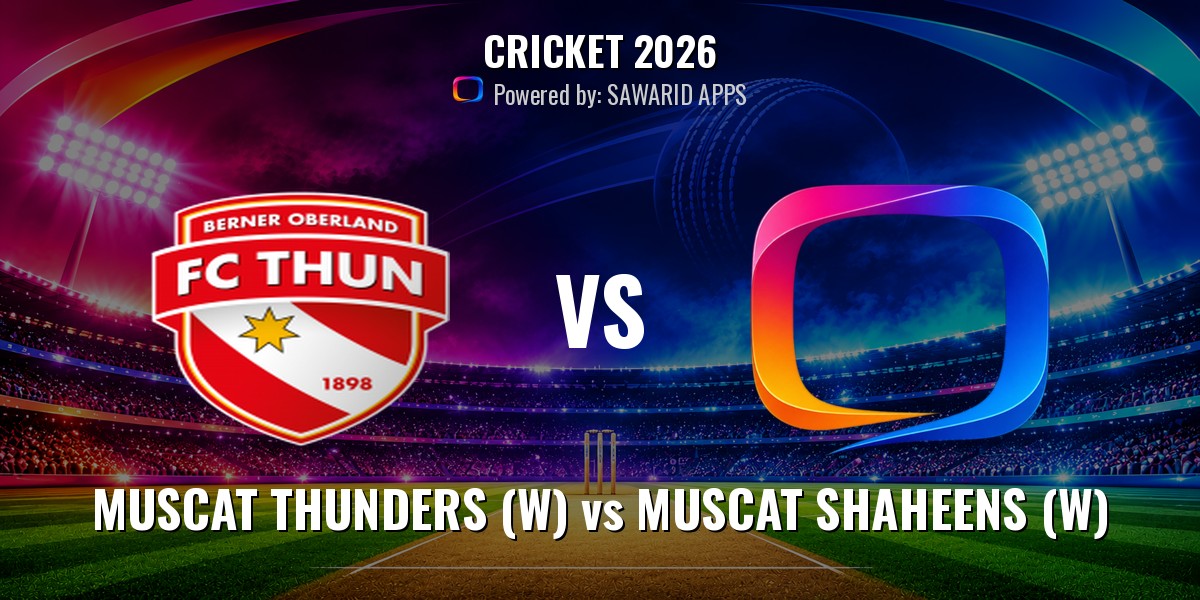 CRICKET 2026
Powered by: SAWARID APPS
BERNER OBERLAND
FC THUN
1898
VS
MUSCAT THUNDERS (W) vs MUSCAT SHAHEENS (W)